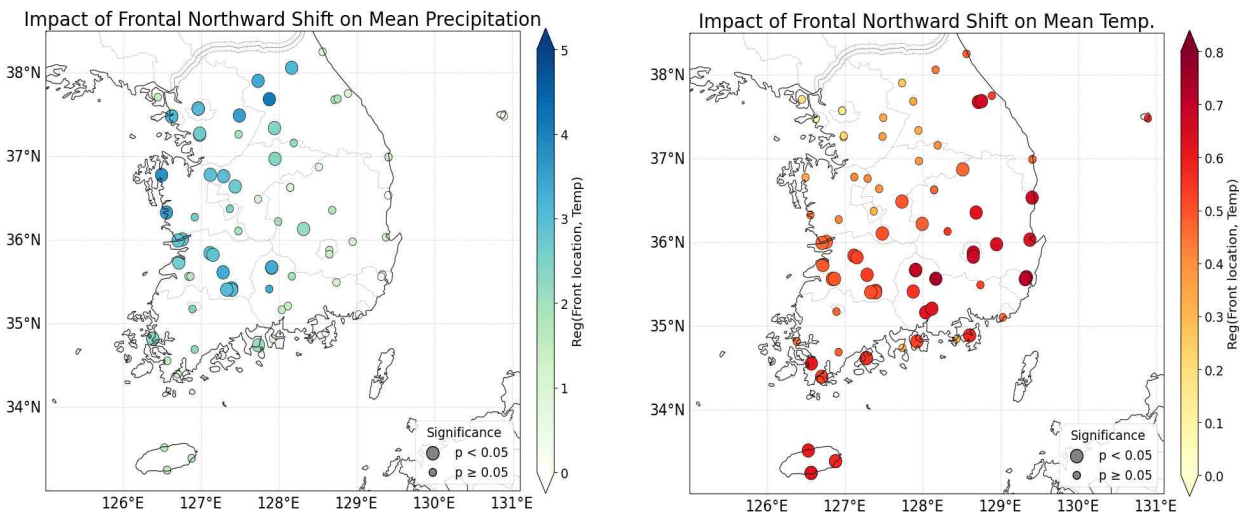 Impact of Frontal Northward Shift on Mean Precipitation
38°N
37°N
36°N
35°N
34°N
126°E 127°E 128°E 129°E 130°E 131°E
Significance
p < 0.05
p ≥ 0.05
5
4
3
2
1
0
Reg(Front location, Temp)
Impact of Frontal Northward Shift on Mean Temp.
38°N
37°N
36°N
35°N
34°N
126°E 127°E 128°E 129°E 130°E 131°E
Significance
p < 0.05
p ≥ 0.05
0.8
0.7
0.6
0.5
0.4
0.3
0.2
0.1
0.0
Reg(Front location, Temp)